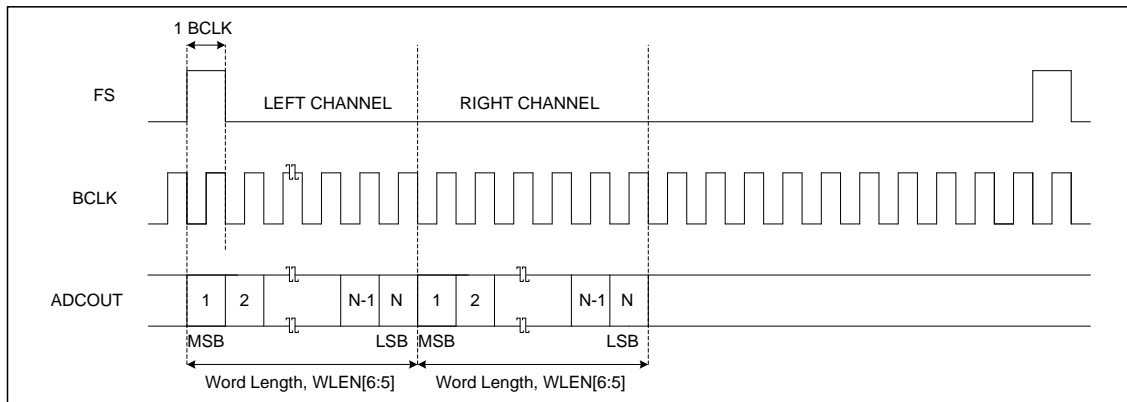 1 BCLK
FS
LEFT CHANNEL
RIGHT CHANNEL
BCLK
ADCOUT
1 2 N-1 N 1 2 N-1 N
MSB LSB MSB LSB
Word Length, WLEN[6:5] Word Length, WLEN[6:5]